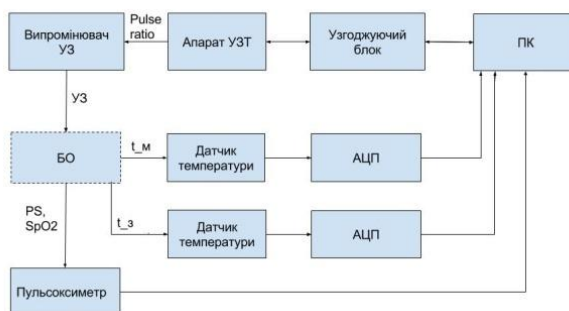 Випромінювач
УЗ
Pulse
ratio
Апарат УЗТ
Узгоджуючий
блок
ПК
УЗ
БО
t_м
Датчик
температури
АЦП
PS,
SpO2
t_з
Датчик
температури
АЦП
Пульсоксиметр